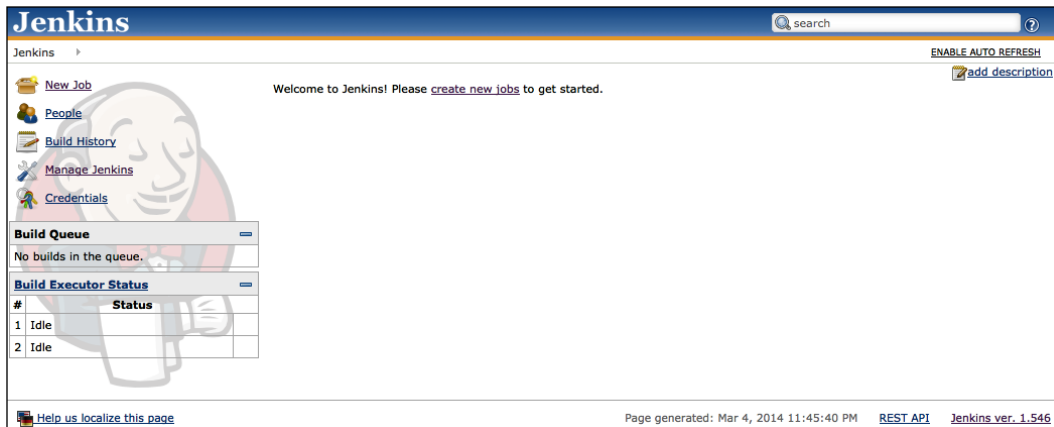 Jenkins
search
Jenkins
ENABLE AUTO REFRESH
add description
New Job
People
Build History
Manage Jenkins
Credentials
Welcome to Jenkins! Please create new jobs to get started.
Build Queue
No builds in the queue.
Build Executor Status
# Status
1 Idle
2 Idle
Help us localize this page
Page generated: Mar 4, 2014 11:45:40 PM REST API Jenkins ver. 1.546